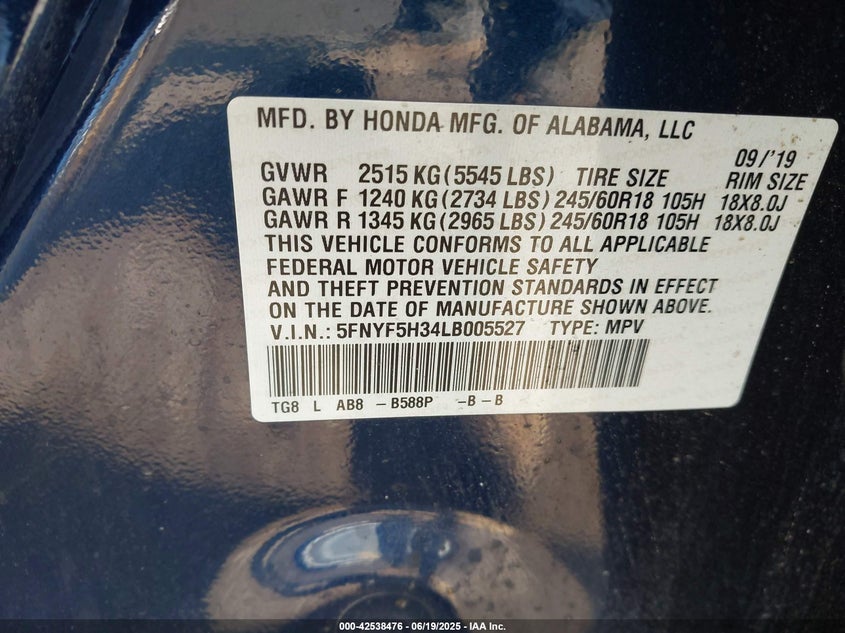 MFD. BY HONDA MFG. OF ALABAMA, LLC
09/'19
GVWR 2515 KG (5545 LBS) TIRE SIZE RIM SIZE
GAWR F 1240 KG (2734 LBS) 245/60R18 105H 18X8.0J
GAWR R 1345 KG (2965 LBS) 245/60R18 105H 18X8.0J
THIS VEHICLE CONFORMS TO ALL APPLICABLE
FEDERAL MOTOR VEHICLE SAFETY
AND THEFT PREVENTION STANDARDS IN EFFECT
ON THE DATE OF MANUFACTURE SHOWN ABOVE.
V.I.N.: 5FNYF5H34LB005527 TYPE: MPV
TG8 L AB8 – B588P – B – B
000-42538476 - 06/19/2025 - IAA Inc.